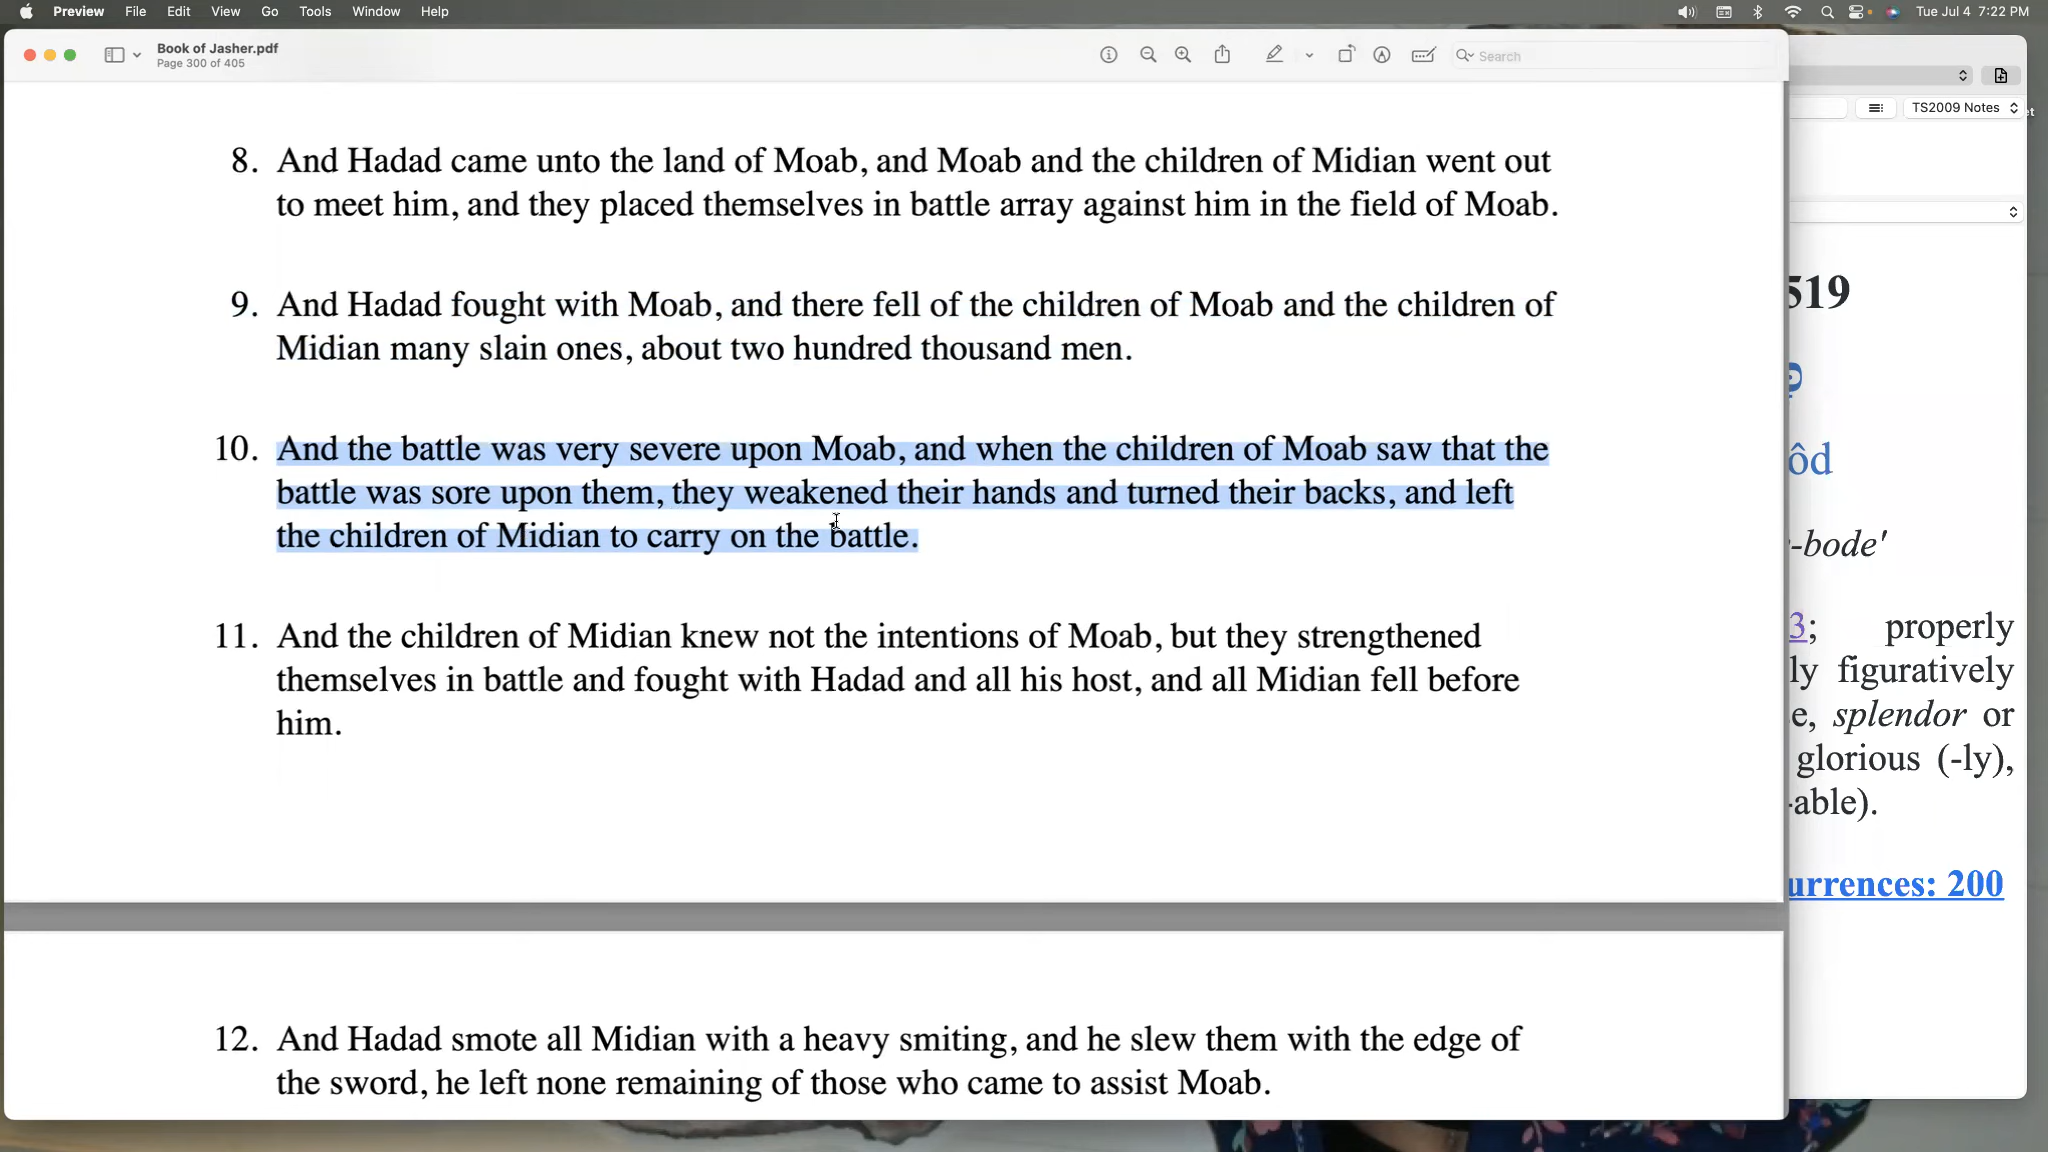 Preview File Edit View Go Tools Window Help
Tue Jul 4 7:22 PM
Book of Jasher.pdf
Page 300 of 405
Search
TS2009 Notes
8. And Hadad came unto the land of Moab, and Moab and the children of Midian went out
to meet him, and they placed themselves in battle array against him in the field of Moab.
9. And Hadad fought with Moab, and there fell of the children of Moab and the children of
Midian many slain ones, about two hundred thousand men.
10. And the battle was very severe upon Moab, and when the children of Moab saw that the
battle was sore upon them, they weakened their hands and turned their backs, and left
the children of Midian to carry on the battle.
11. And the children of Midian knew not the intentions of Moab, but they strengthened
themselves in battle and fought with Hadad and all his host, and all Midian fell before
him.
12. And Hadad smote all Midian with a heavy smiting, and he slew them with the edge of
the sword, he left none remaining of those who came to assist Moab.
519
ôd
-bode'
3; properly
ly figuratively
e, splendor or
glorious (-ly),
-able).
urrences: 200